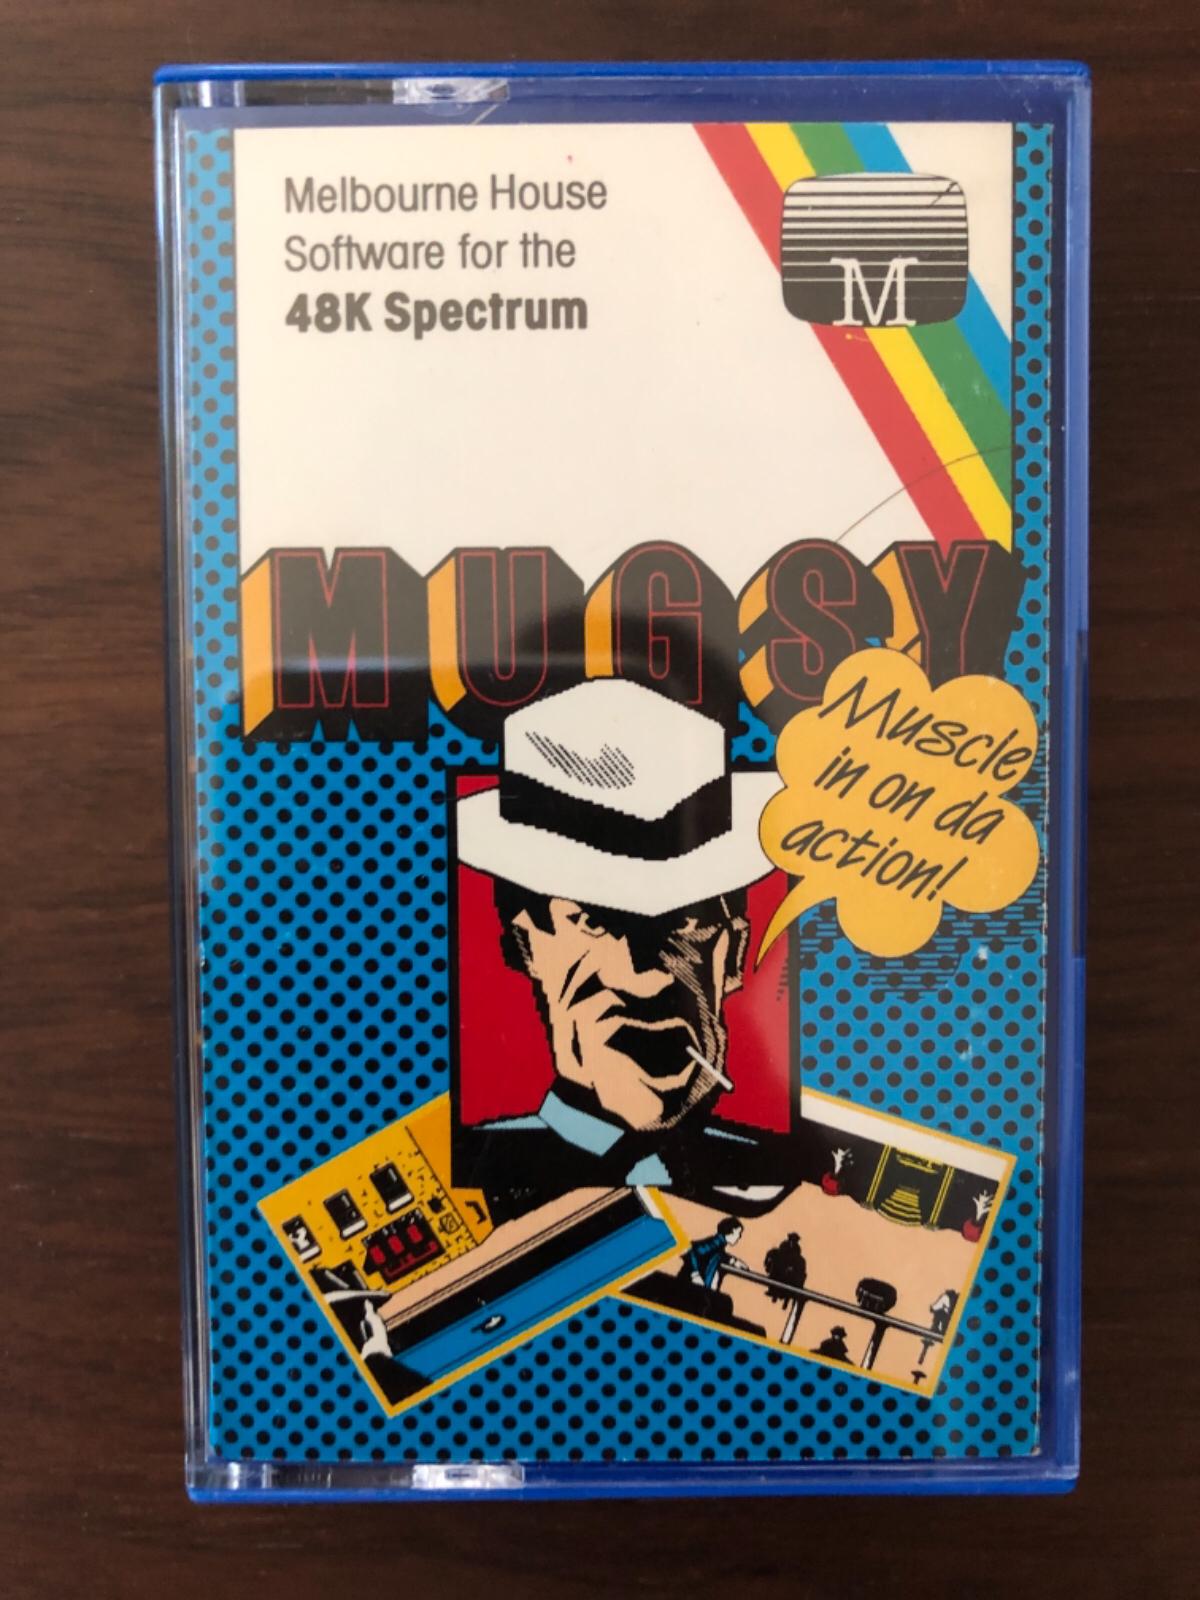 Melbourne House
Software for the
48K Spectrum
M
MUGSY
Muscle
in on da
action!